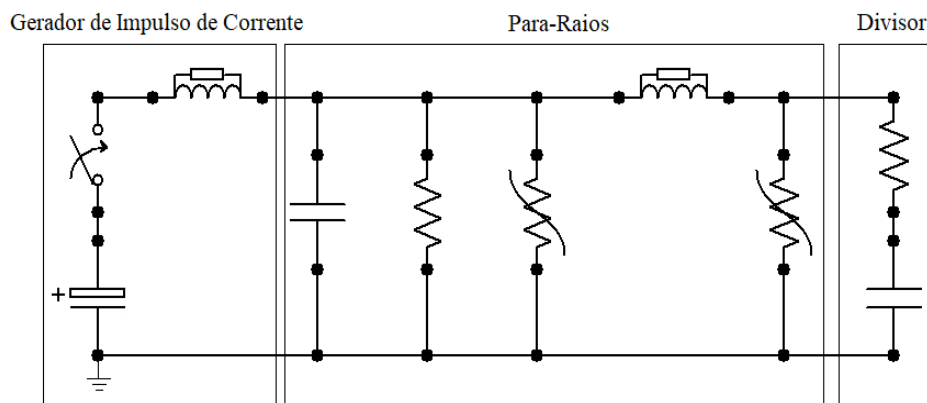 Gerador de Impulso de Corrente
Para-Raios
Divisor
+